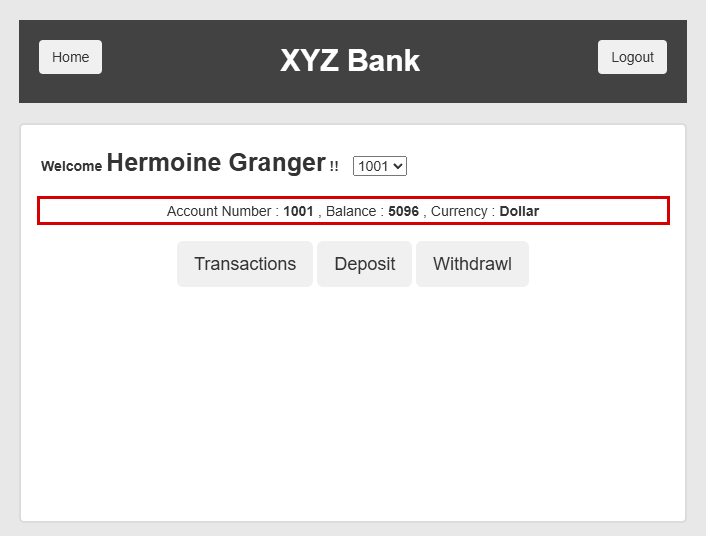 Home
XYZ Bank
Logout
Welcome Hermoine Granger !! 1001
Account Number : 1001 , Balance : 5096 , Currency : Dollar
Transactions
Deposit
Withdrawl